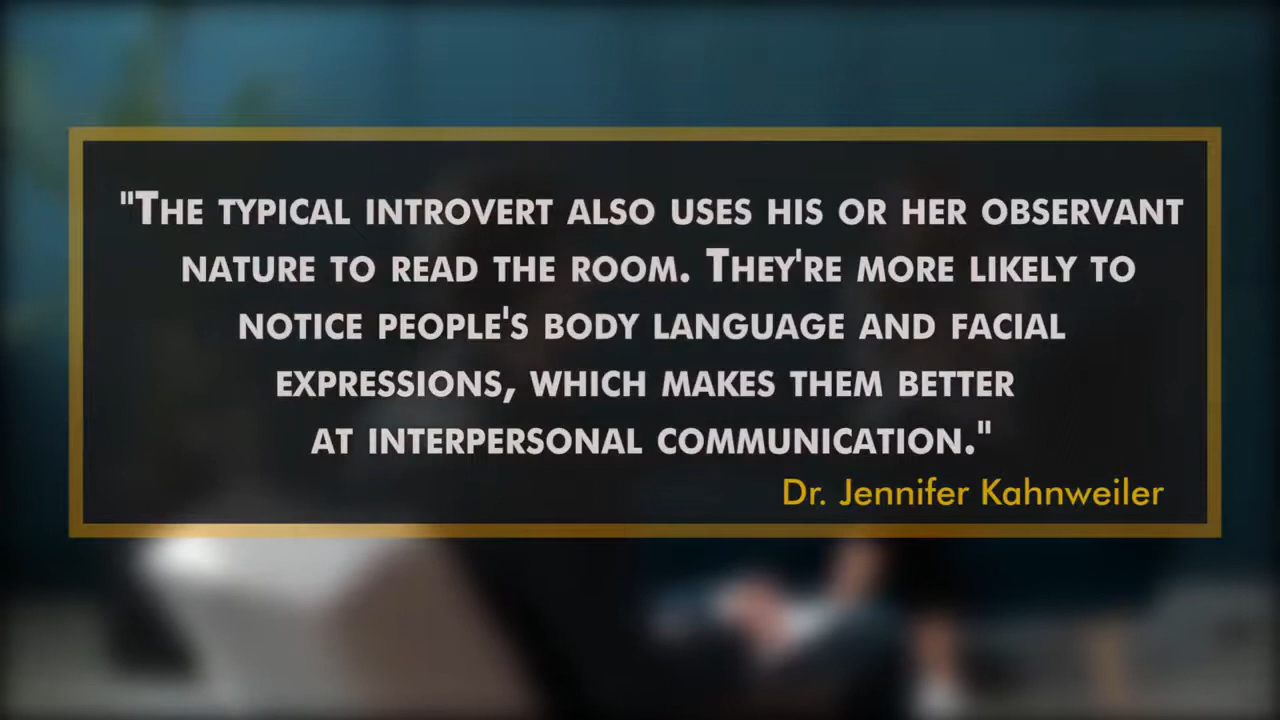 "The typical introvert also uses his or her observant
nature to read the room. They're more likely to
notice people's body language and facial
expressions, which makes them better
at interpersonal communication."
Dr. Jennifer Kahnweiler